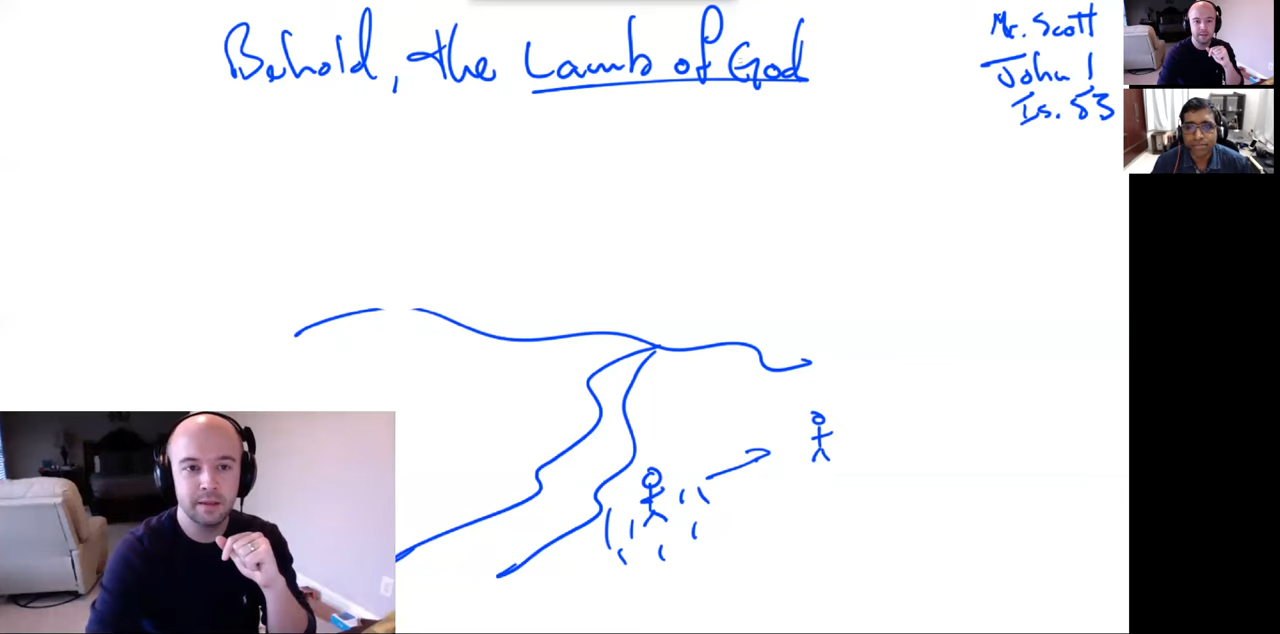 Behold, the Lamb of God
Mr. Scott
John 1
Is. 53